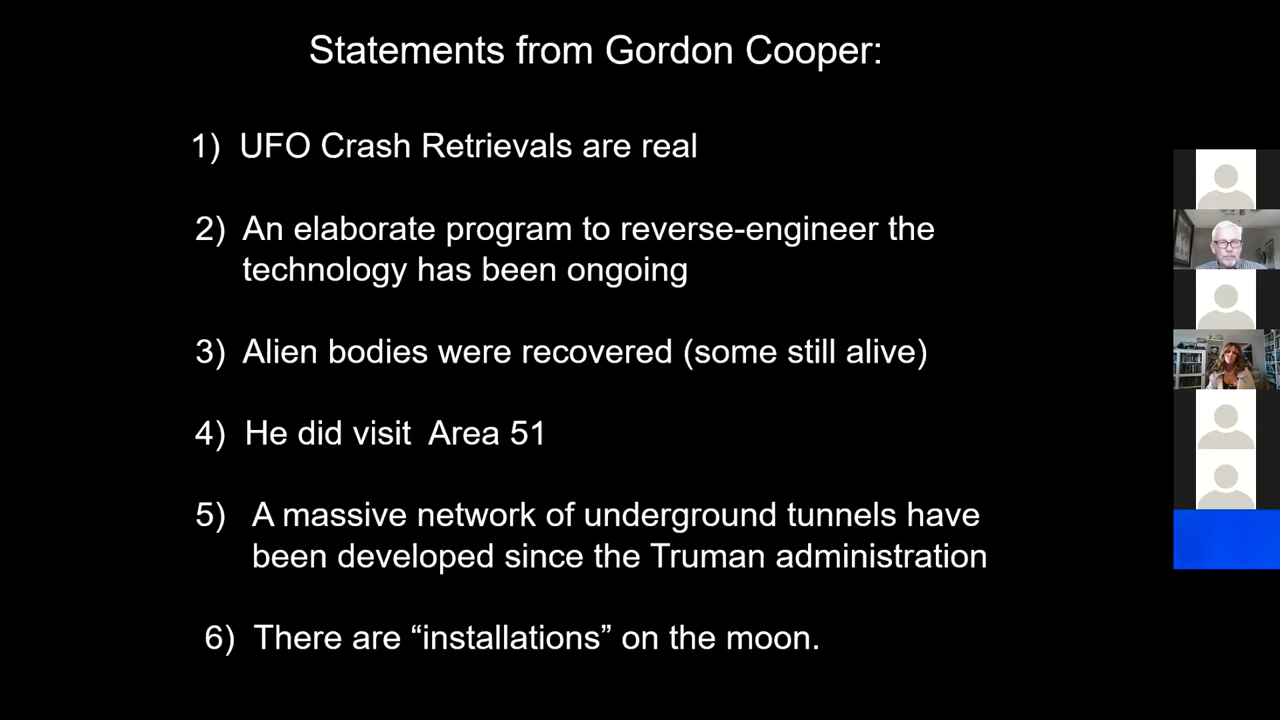 Statements from Gordon Cooper:
1) UFO Crash Retrievals are real
2) An elaborate program to reverse-engineer the
technology has been ongoing
3) Alien bodies were recovered (some still alive)
4) He did visit Area 51
5) A massive network of underground tunnels have
been developed since the Truman administration
6) There are “installations” on the moon.